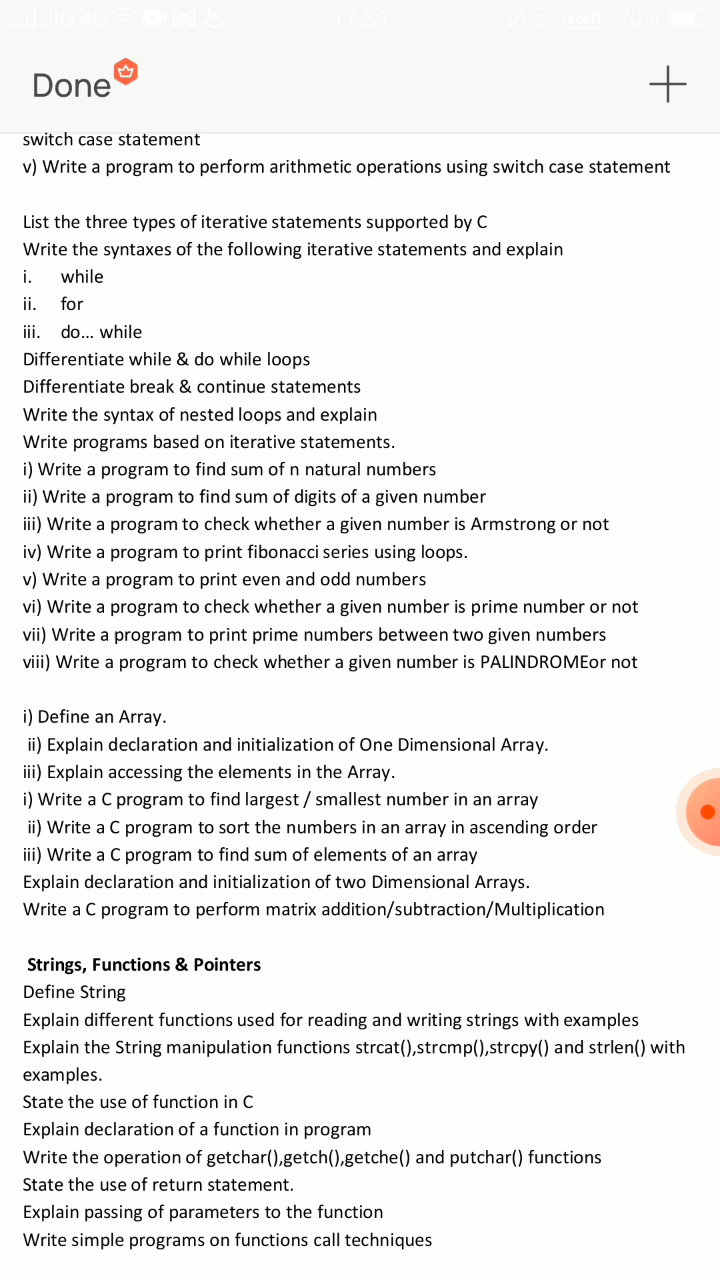 JIO 4G
17:59
VoLTE 70%
Done
switch case statement
v) Write a program to perform arithmetic operations using switch case statement
List the three types of iterative statements supported by C
Write the syntaxes of the following iterative statements and explain
i. while
ii. for
iii. do... while
Differentiate while & do while loops
Differentiate break & continue statements
Write the syntax of nested loops and explain
Write programs based on iterative statements.
i) Write a program to find sum of n natural numbers
ii) Write a program to find sum of digits of a given number
iii) Write a program to check whether a given number is Armstrong or not
iv) Write a program to print fibonacci series using loops.
v) Write a program to print even and odd numbers
vi) Write a program to check whether a given number is prime number or not
vii) Write a program to print prime numbers between two given numbers
viii) Write a program to check whether a given number is PALINDROMEor not
i) Define an Array.
ii) Explain declaration and initialization of One Dimensional Array.
iii) Explain accessing the elements in the Array.
i) Write a C program to find largest / smallest number in an array
ii) Write a C program to sort the numbers in an array in ascending order
iii) Write a C program to find sum of elements of an array
Explain declaration and initialization of two Dimensional Arrays.
Write a C program to perform matrix addition/subtraction/Multiplication
Strings, Functions & Pointers
Define String
Explain different functions used for reading and writing strings with examples
Explain the String manipulation functions strcat(),strcmp(),strcpy() and strlen() with
examples.
State the use of function in C
Explain declaration of a function in program
Write the operation of getchar(),getch(),getche() and putchar() functions
State the use of return statement.
Explain passing of parameters to the function
Write simple programs on functions call techniques